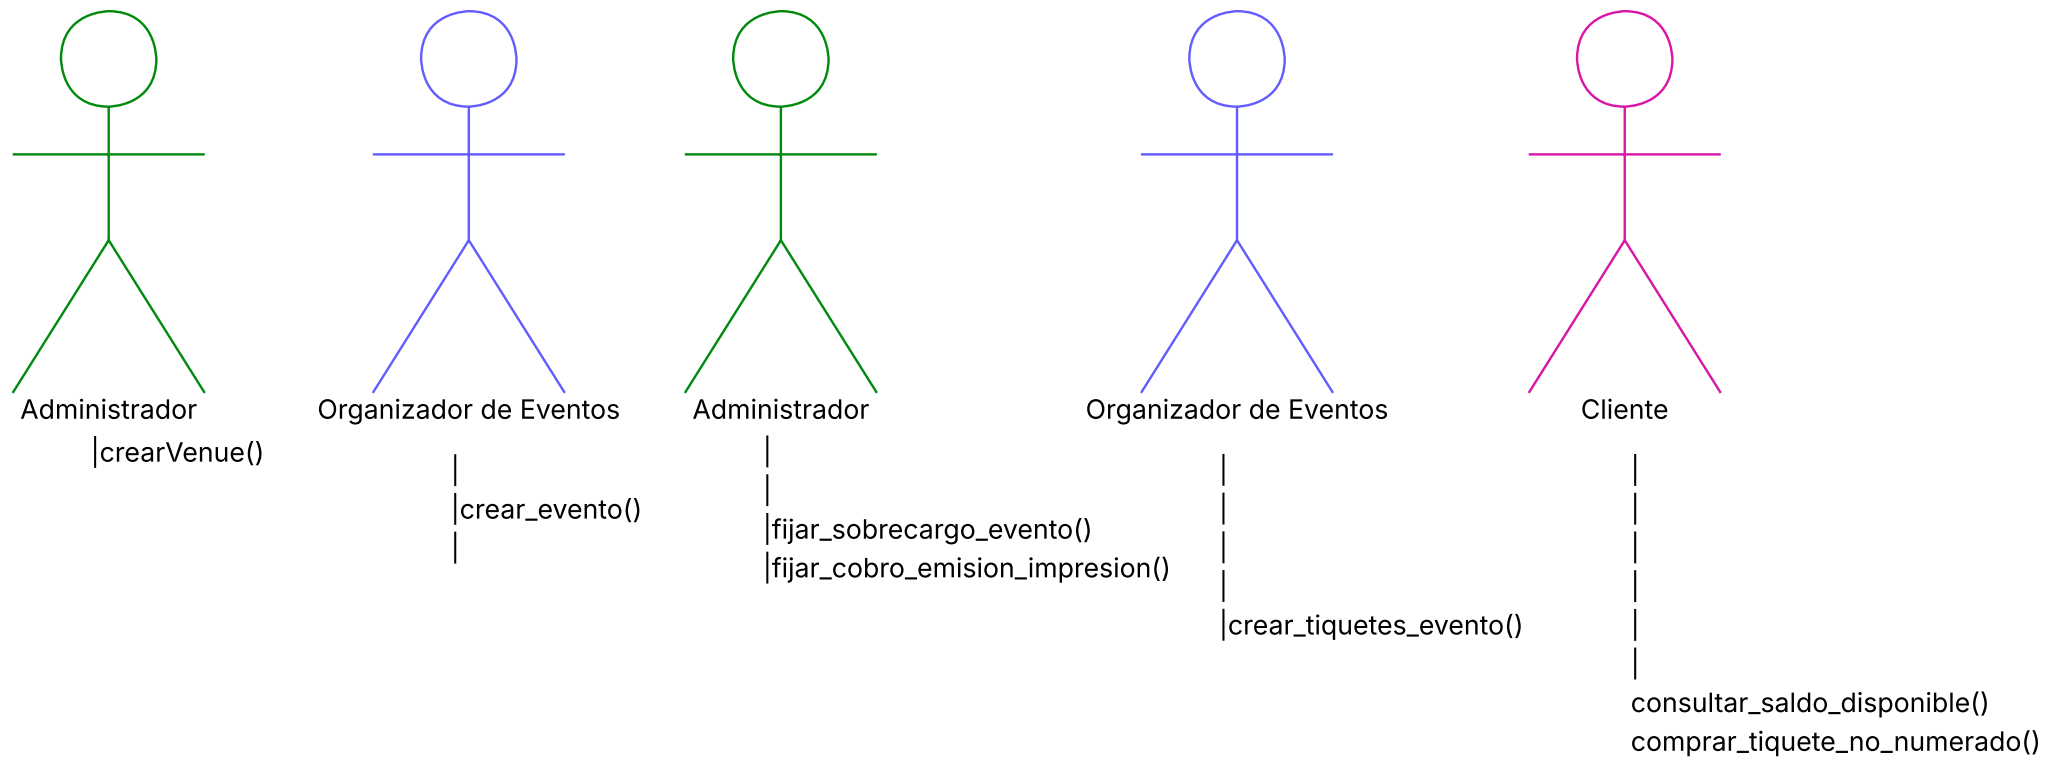 Administrador
Organizador de Eventos
Administrador
Organizador de Eventos
Cliente
|crearVenue()
|
|crear_evento()
|
|
|
|fijar_sobrecargo_evento()
|fijar_cobro_emision_impresion()
|
|
|
|
|crear_tiquetes_evento()
|
|
|
|
|
|
consultar_saldo_disponible()
comprar_tiquete_no_numerado()